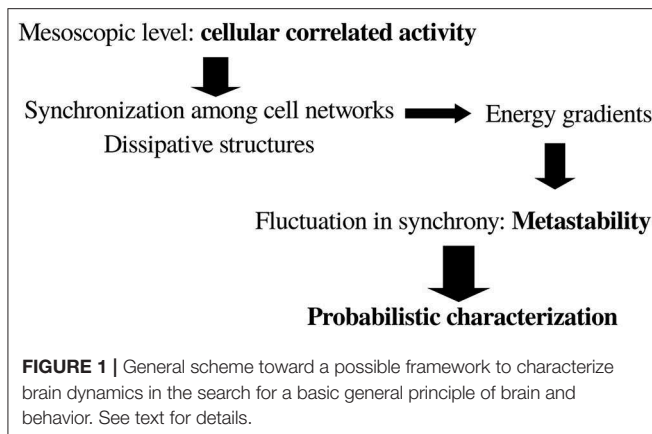 Mesoscopic level: cellular correlated activity
Synchronization among cell networks
Energy gradients
Dissipative structures
Fluctuation in synchrony: Metastability
Probabilistic characterization
FIGURE 1 | General scheme toward a possible framework to characterize
brain dynamics in the search for a basic general principle of brain and
behavior. See text for details.